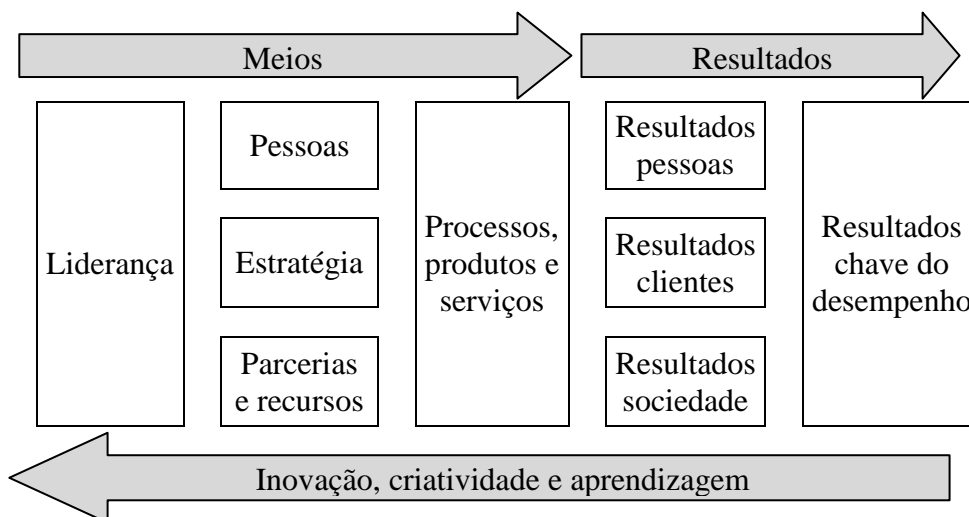 Meios
Resultados
Liderança
Pessoas
Estratégia
Parcerias
e recursos
Processos,
produtos e
serviços
Resultados
pessoas
Resultados
clientes
Resultados
sociedade
Resultados
chave do
desempenho
Inovação, criatividade e aprendizagem